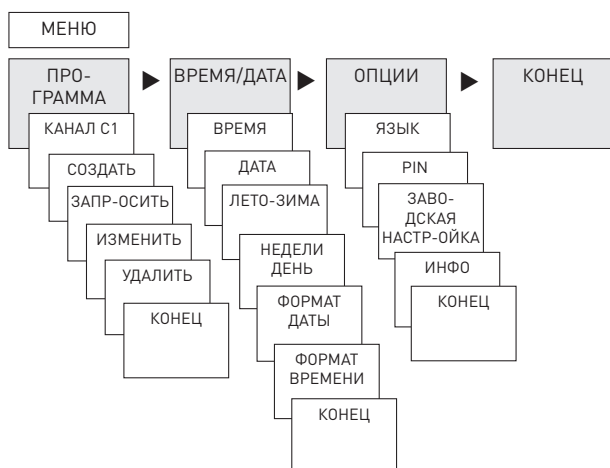 МЕНЮ
ПРО-
ГРАММА
ВРЕМЯ/ДАТА
ОПЦИИ
КОНЕЦ
КАНАЛ C1
СОЗДАТЬ
ЗАПР-ОСИТЬ
ИЗМЕНИТЬ
УДАЛИТЬ
КОНЕЦ
ВРЕМЯ
ДАТА
ЛЕТО-ЗИМА
НЕДЕЛИ
ДЕНЬ
ФОРМАТ
ДАТЫ
ФОРМАТ
ВРЕМЕНИ
КОНЕЦ
ЯЗЫК
PIN
ЗАВО-
ДСКАЯ
НАСТР-ОЙКА
ИНФО
КОНЕЦ